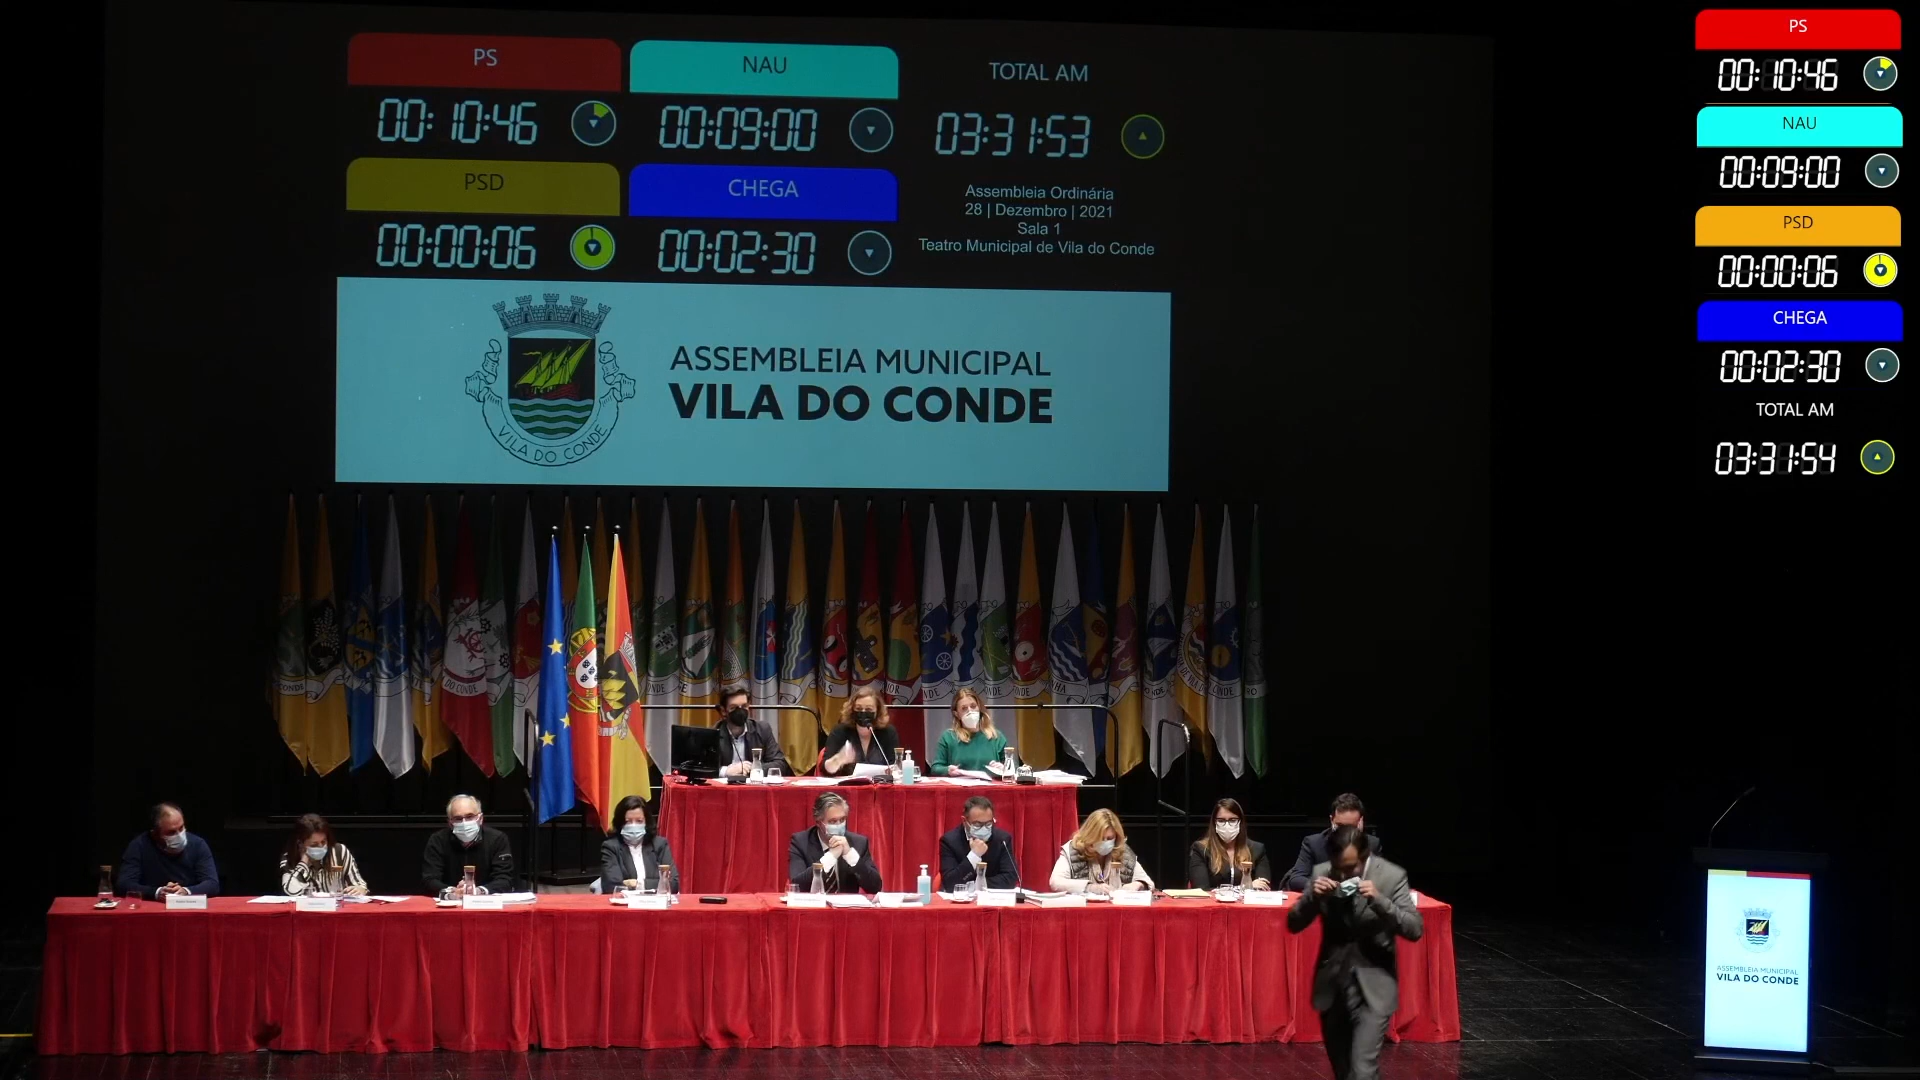 PS
00:10:46
NAU
00:09:00
TOTAL AM
03:31:53
PSD
00:00:06
CHEGA
00:02:30
Assembleia Ordinária
28 | Dezembro | 2021
Sala 1
Teatro Municipal de Vila do Conde
ASSEMBLEIA MUNICIPAL
VILA DO CONDE
VILA DO CONDE
PS
00:10:46
NAU
00:09:00
PSD
00:00:06
CHEGA
00:02:30
TOTAL AM
03:31:54
ASSEMBLEIA MUNICIPAL
VILA DO CONDE